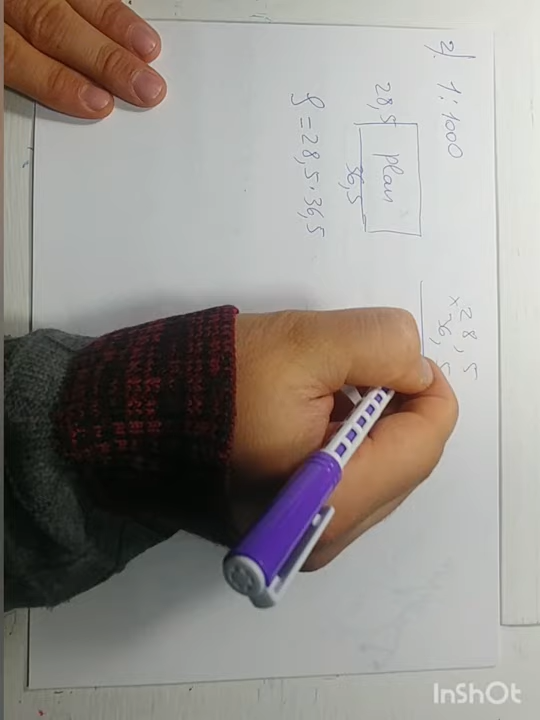 2). 1:1000
28,5
Plan
36,5
S = 28,5 · 36,5
28,5
× 36,5
InShOt